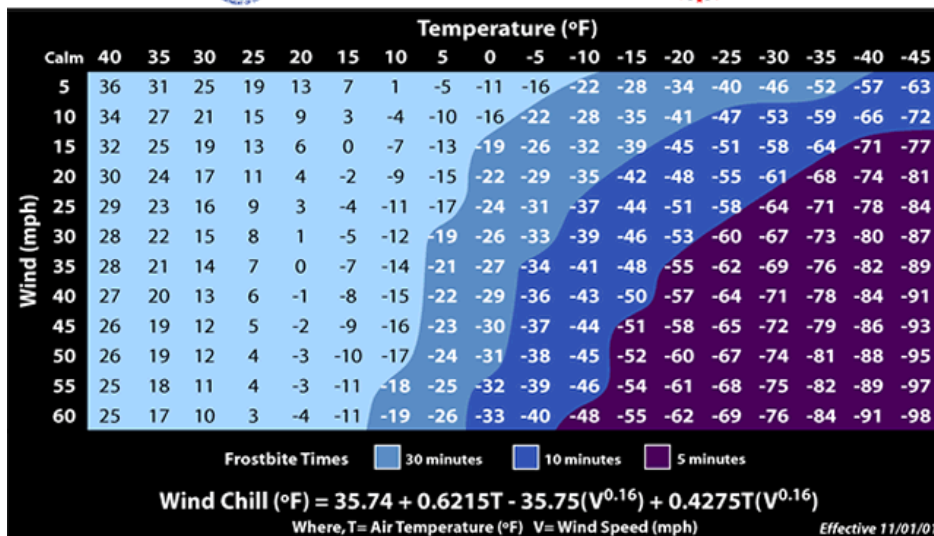 Temperature (ºF)
Calm 40 35 30 25 20 15 10 5 0 -5 -10 -15 -20 -25 -30 -35 -40 -45
5 36 31 25 19 13 7 1 -5 -11 -16 -22 -28 -34 -40 -46 -52 -57 -63
10 34 27 21 15 9 3 -4 -10 -16 -22 -28 -35 -41 -47 -53 -59 -66 -72
15 32 25 19 13 6 0 -7 -13 -19 -26 -32 -39 -45 -51 -58 -64 -71 -77
20 30 24 17 11 4 -2 -9 -15 -22 -29 -35 -42 -48 -55 -61 -68 -74 -81
25 29 23 16 9 3 -4 -11 -17 -24 -31 -37 -44 -51 -58 -64 -71 -78 -84
30 28 22 15 8 1 -5 -12 -19 -26 -33 -39 -46 -53 -60 -67 -73 -80 -87
35 28 21 14 7 0 -7 -14 -21 -27 -34 -41 -48 -55 -62 -69 -76 -82 -89
40 27 20 13 6 -1 -8 -15 -22 -29 -36 -43 -50 -57 -64 -71 -78 -84 -91
45 26 19 12 5 -2 -9 -16 -23 -30 -37 -44 -51 -58 -65 -72 -79 -86 -93
50 26 19 12 4 -3 -10 -17 -24 -31 -38 -45 -52 -60 -67 -74 -81 -88 -95
55 25 18 11 4 -3 -11 -18 -25 -32 -39 -46 -54 -61 -68 -75 -82 -89 -97
60 25 17 10 3 -4 -11 -19 -26 -33 -40 -48 -55 -62 -69 -76 -84 -91 -98
Wind (mph)
Frostbite Times 30 minutes 10 minutes 5 minutes
Wind Chill (ºF) = 35.74 + 0.6215T - 35.75(V^0.16) + 0.4275T(V^0.16)
Where, T= Air Temperature (ºF) V= Wind Speed (mph) Effective 11/01/01